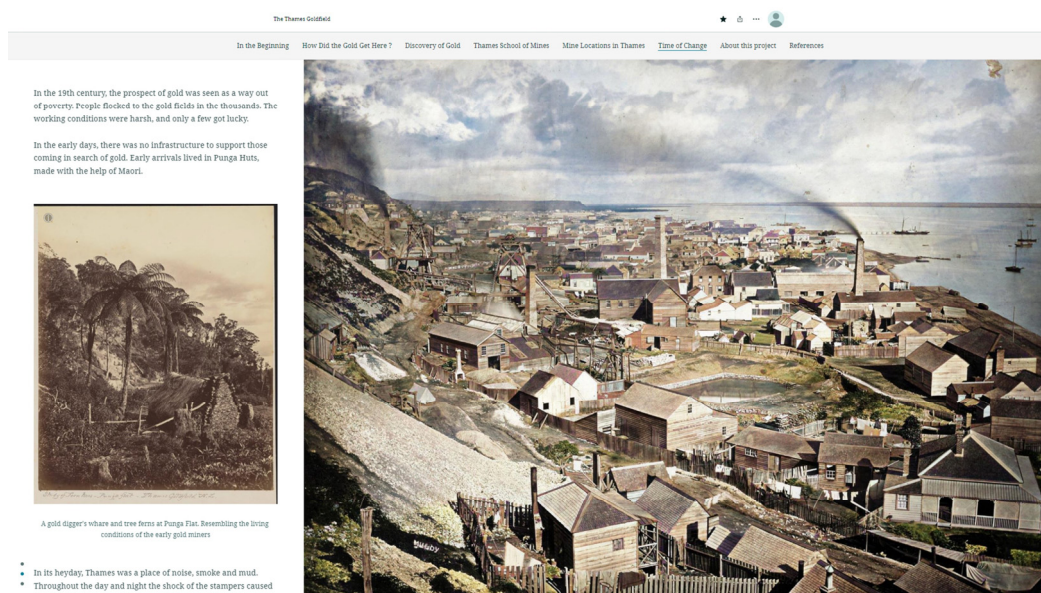 The Thames Goldfield
In the Beginning
How Did the Gold Get Here ?
Discovery of Gold
Thames School of Mines
Mine Locations in Thames
Time of Change
About this project
References
In the 19th century, the prospect of gold was seen as a way out
of poverty. People flocked to the gold fields in the thousands. The
working conditions were harsh, and only a few got lucky.
In the early days, there was no infrastructure to support those
coming in search of gold. Early arrivals lived in Punga Huts,
made with the help of Maori.
A gold digger's whare and tree ferns at Punga Flat. Resembling the living
conditions of the early gold miners
In its heyday, Thames was a place of noise, smoke and mud.
Throughout the day and night the shock of the stampers caused